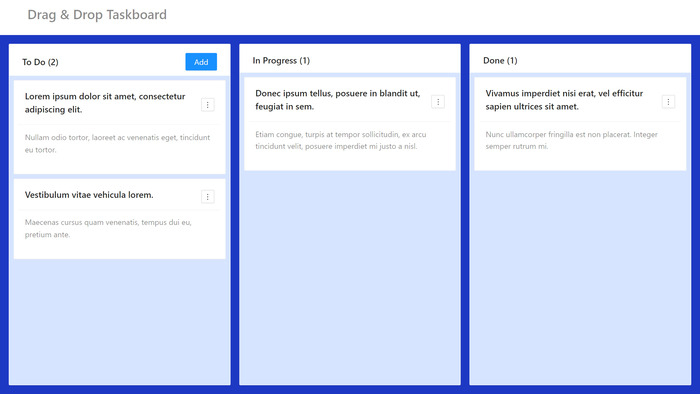 Drag & Drop Taskboard
To Do (2)
Add
Lorem ipsum dolor sit amet, consectetur
adipiscing elit.
Nullam odio tortor, laoreet ac venenatis eget, tincidunt
eu tortor.
Vestibulum vitae vehicula lorem.
Maecenas cursus quam venenatis, tempus dui eu,
pretium ante.
In Progress (1)
Donec ipsum tellus, posuere in blandit ut,
feugiat in sem.
Etiam congue, turpis at tempor sollicitudin, ex arcu
tincidunt velit, posuere imperdiet mi justo a nisl.
Done (1)
Vivamus imperdiet nisi erat, vel efficitur
sapien ultrices sit amet.
Nunc ullamcorper fringilla est non placerat. Integer
semper rutrum mi.